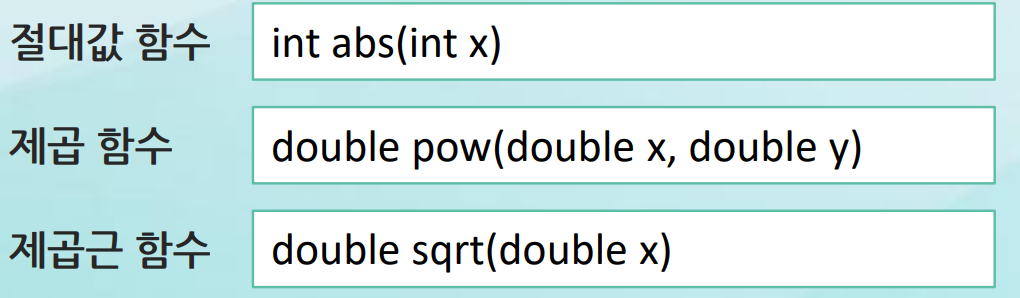 절대값 함수 int abs(int x)
제곱 함수 double pow(double x, double y)
제곱근 함수 double sqrt(double x)